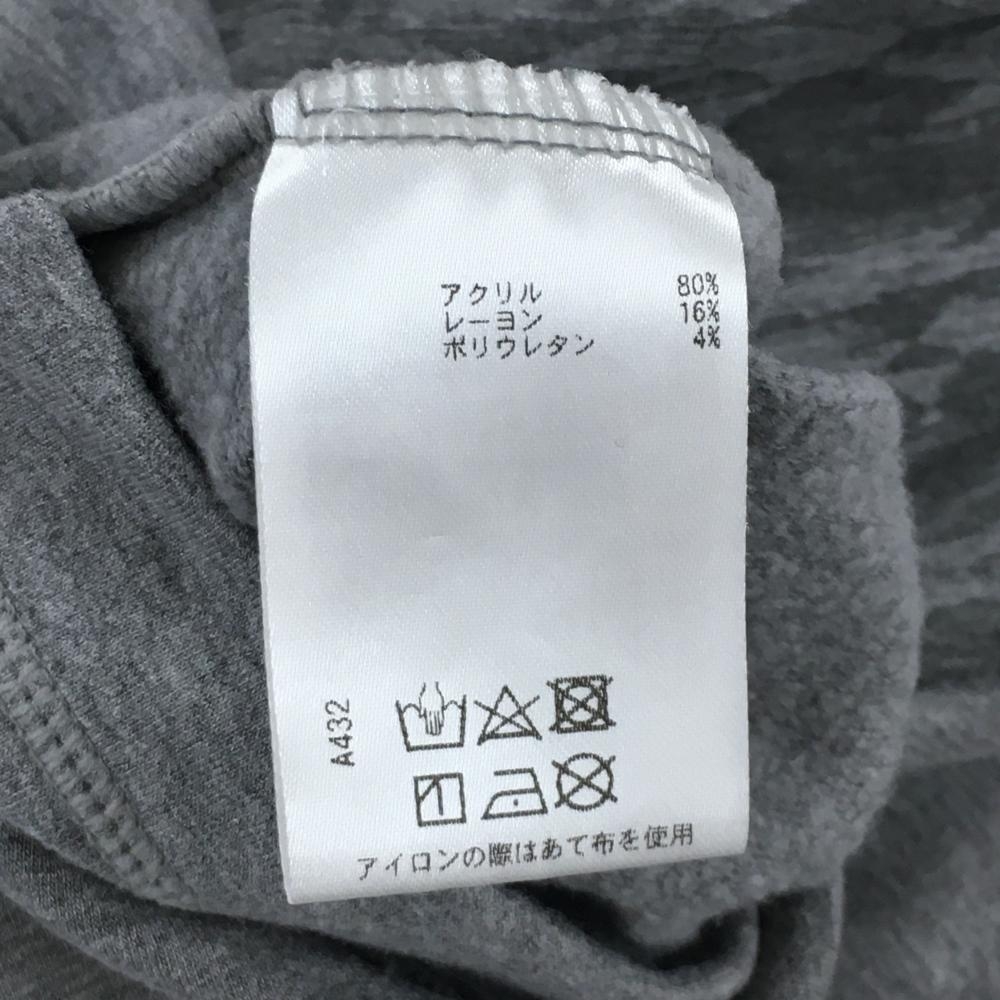 アクリル 80%
レーヨン 16%
ポリウレタン 4%
A432
アイロンの際はあて布を使用